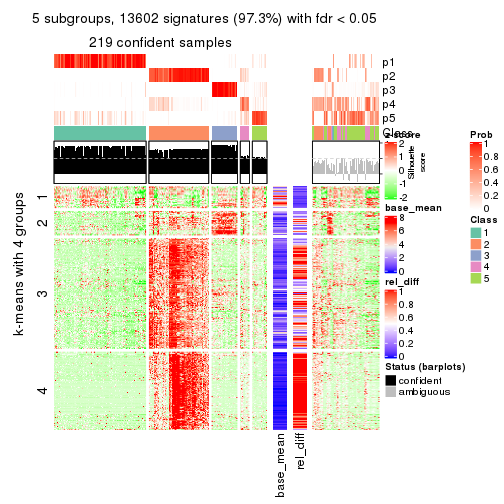 5 subgroups, 13602 signatures (97.3%) with fdr < 0.05
219 confident samples
p1
p2
p3
p4
p5
Class
Silhouette
score
k-means with 4 groups
1
2
3
4
base_mean
rel_diff
z-score
2
1
0
-1
-2
base_mean
8
6
4
2
0
rel_diff
1
0.8
0.6
0.4
0.2
0
Status (barplots)
confident
ambiguous
Prob
1
0.8
0.6
0.4
0.2
0
Class
1
2
3
4
5